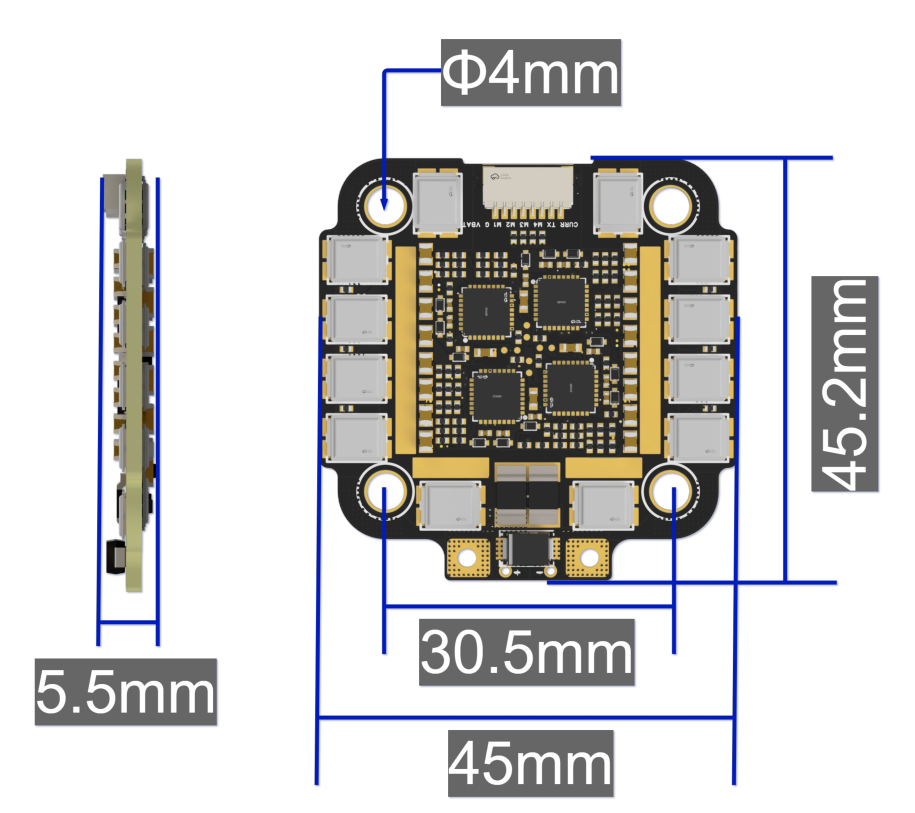 Φ4mm
CURR TX M4 M3 M2 M1 G VBAT
45.2mm
30.5mm
5.5mm
45mm